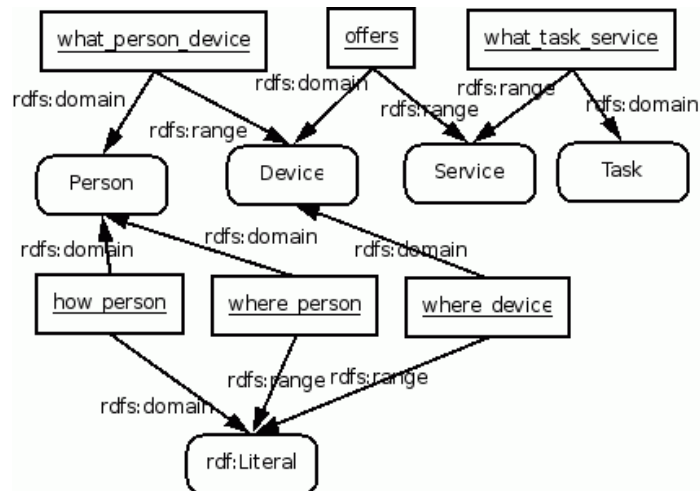 what_person_device
offers
what_task_service
rdfs:domain
rdfs:domain
rdfs:range
rdfs:domain
rdfs:range
rdfs:range
Person
Device
Service
Task
rdfs:domain
rdfs:domain
rdfs:domain
how_person
where_person
where_device
rdfs:range
rdfs:range
rdfs:domain
rdf:Literal